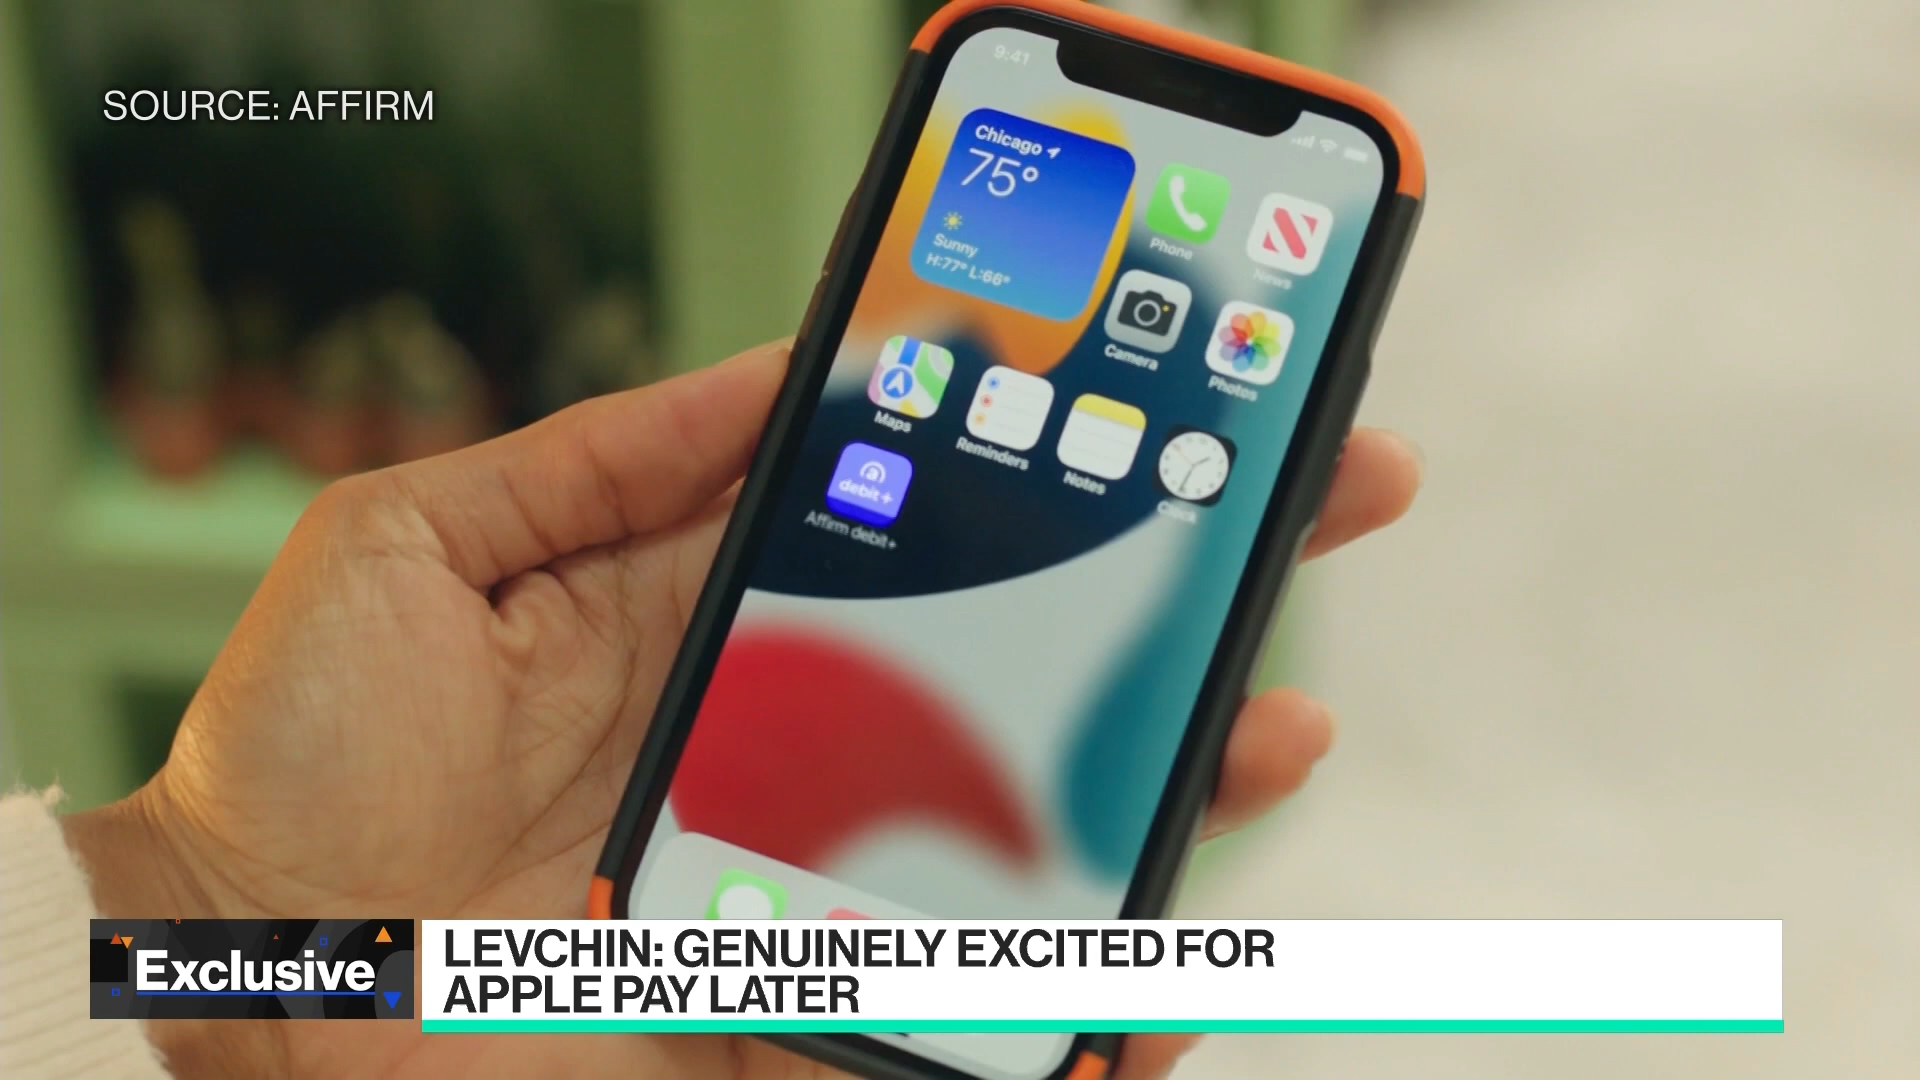 SOURCE: AFFIRM
9:41
Chicago
75°
Sunny
H:77° L:66°
Phone
News
Camera
Photos
Maps
Reminders
Notes
Clock
a
debit+
Affirm debit+
Exclusive
LEVCHIN: GENUINELY EXCITED FOR
APPLE PAY LATER